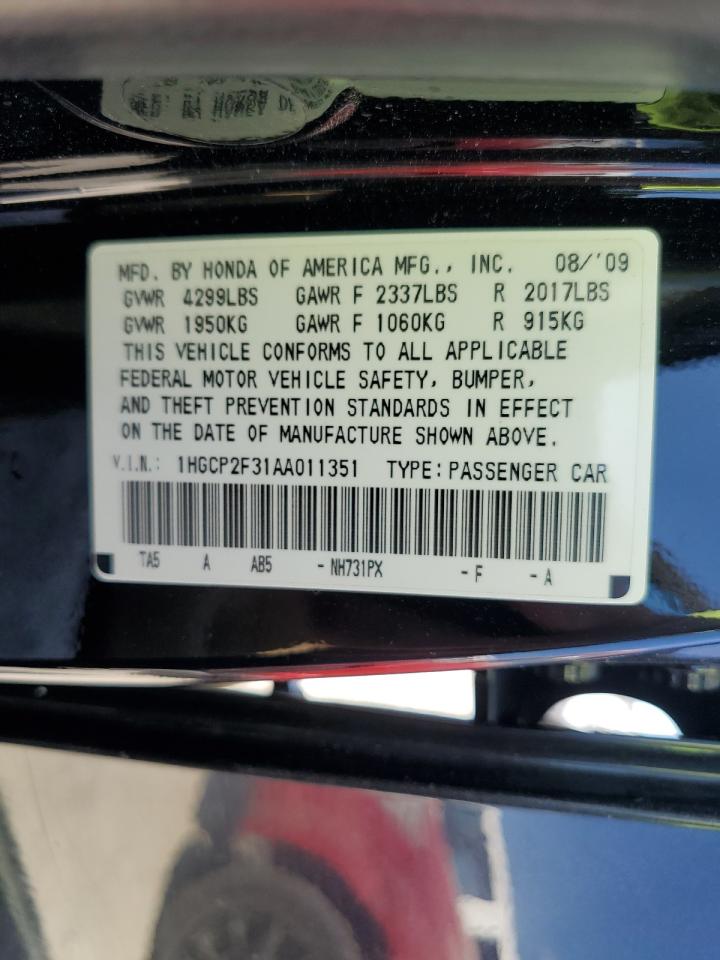 MFD. BY HONDA OF AMERICA MFG., INC. 08/'09
GVWR 4299LBS GAWR F 2337LBS R 2017LBS
GVWR 1950KG GAWR F 1060KG R 915KG
THIS VEHICLE CONFORMS TO ALL APPLICABLE
FEDERAL MOTOR VEHICLE SAFETY, BUMPER,
AND THEFT PREVENTION STANDARDS IN EFFECT
ON THE DATE OF MANUFACTURE SHOWN ABOVE.
V.I.N.: 1HGCP2F31AA011351 TYPE: PASSENGER CAR
TA5 A AB5 - NH731PX - F - A